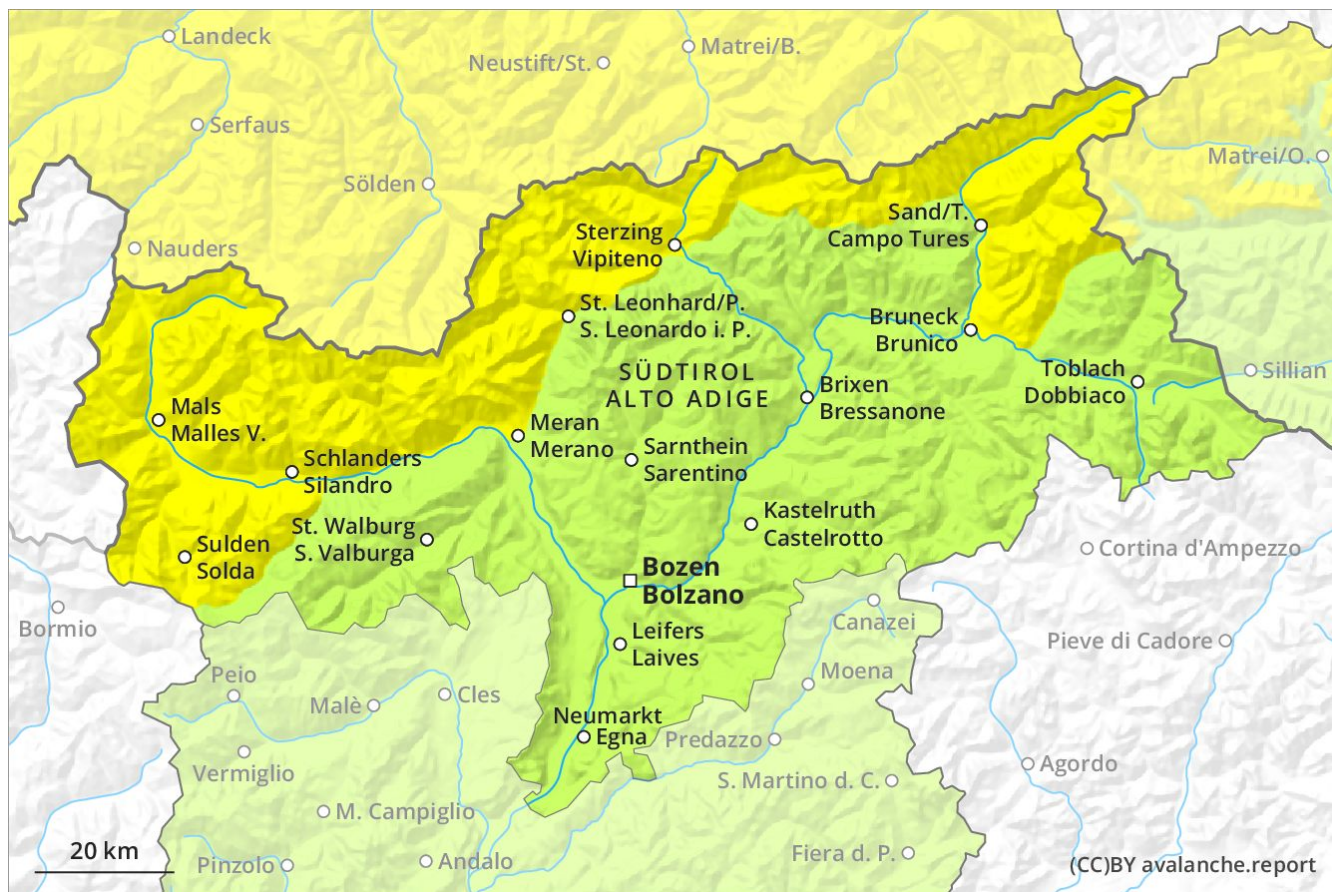 Landeck
Matrei/B.
Neustift/St.
Serfaus
Matrei/O.
Sölden
Sand/T.
Campo Tures
Sterzing
Vipiteno
Nauders
St. Leonhard/P.
S. Leonardo i. P.
Bruneck
Brunico
SÜDTIROL
ALTO ADIGE
Toblach
Dobbiaco
Sillian
Brixen
Bressanone
Mals
Malles V.
Meran
Merano
Schlanders
Silandro
Sarnthein
Sarentino
St. Walburg
S. Valburga
Kastelruth
Castelrotto
Sulden
Solda
Cortina d'Ampezzo
Bozen
Bolzano
Bormio
Canazei
Leifers
Laives
Pieve di Cadore
Peio
Moena
Malè
Cles
Neumarkt
Egna
Predazzo
Vermiglio
Agordo
S. Martino d. C.
M. Campiglio
20 km
Pinzolo
Andalo
Fiera d. P.
(CC)BY avalanche.report